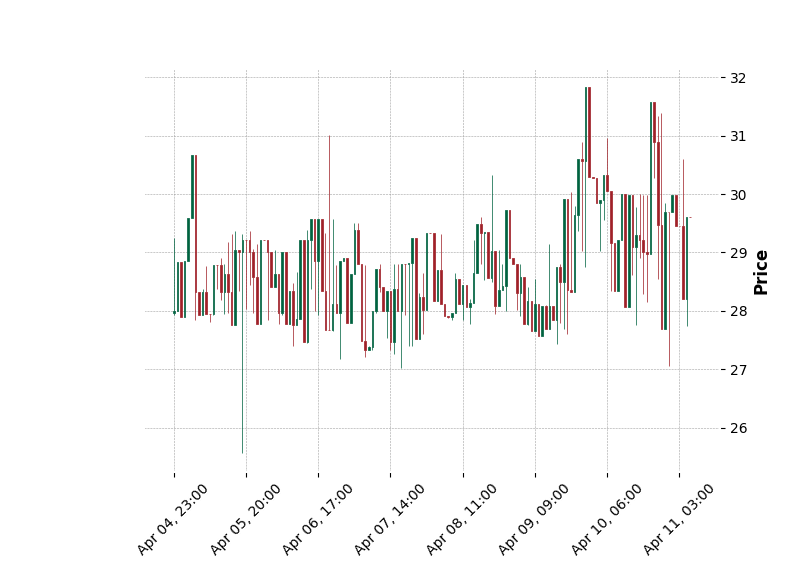 32
31
30
29
28
27
26
Price
Apr 04, 23:00
Apr 05, 20:00
Apr 06, 17:00
Apr 07, 14:00
Apr 08, 11:00
Apr 09, 09:00
Apr 10, 06:00
Apr 11, 03:00